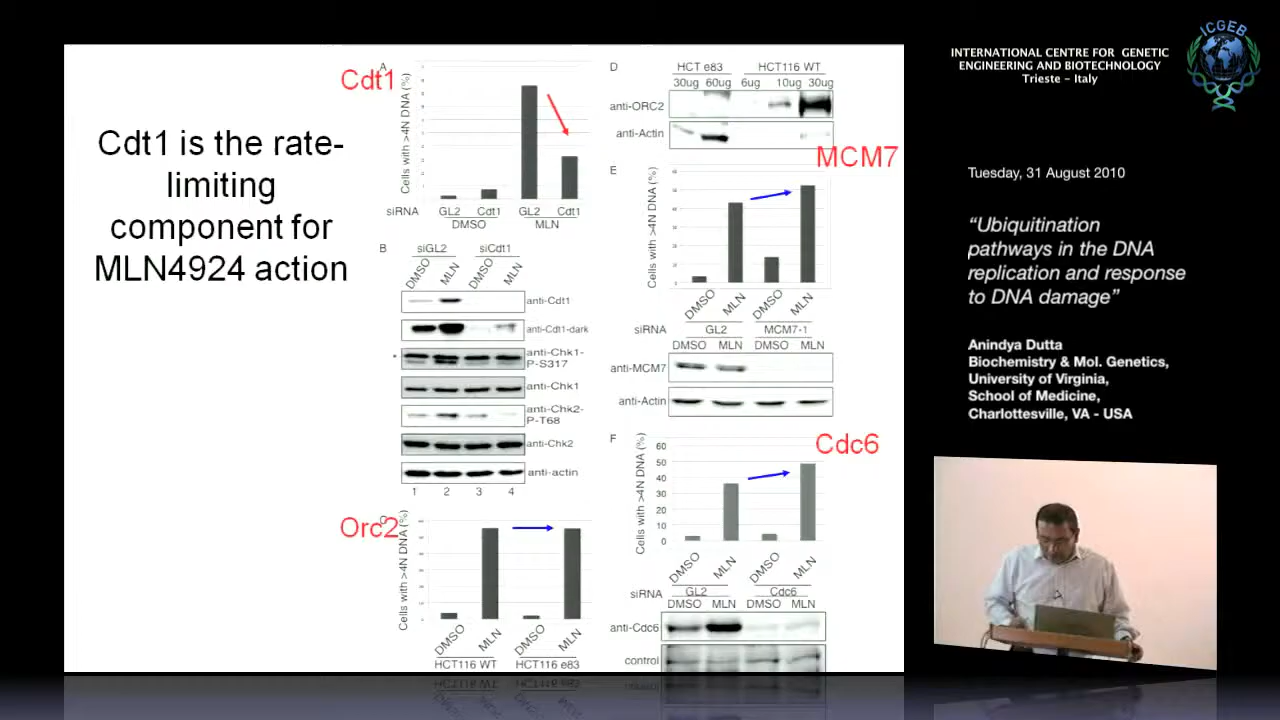 Cdt1 is the rate-
limiting
component for
MLN4924 action
A
Cdt1
Cells with >4N DNA (%)
siRNA GL2 Cdt1 GL2 Cdt1
DMSO MLN
B
siGL2 siCdt1
DMSO MLN DMSO MLN
anti-Cdt1
anti-Cdt1-dark
* anti-Chk1-
P-S317
anti-Chk1
anti-Chk2-
P-T68
anti-Chk2
anti-actin
1 2 3 4
Orc2
Cells with >4N DNA (%)
DMSO MLN DMSO MLN
HCT116 WT HCT116 e83
D
HCT e83 HCT116 WT
30ug 60ug 6ug 10ug 30ug
anti-ORC2
anti-Actin
MCM7
E
Cells with >4N DNA (%)
DMSO MLN DMSO MLN
siRNA GL2 MCM7-1
DMSO MLN DMSO MLN
anti-MCM7
anti-Actin
F
Cdc6
Cells with >4N DNA (%)
60
50
40
30
20
10
0
DMSO MLN DMSO MLN
siRNA GL2 Cdc6
DMSO MLN DMSO MLN
anti-Cdc6
control
ICGEB
INTERNATIONAL CENTRE FOR GENETIC
ENGINEERING AND BIOTECHNOLOGY
Trieste - Italy
Tuesday, 31 August 2010
“Ubiquitination
pathways in the DNA
replication and response
to DNA damage”
Anindya Dutta
Biochemistry & Mol. Genetics,
University of Virginia,
School of Medicine,
Charlottesville, VA - USA